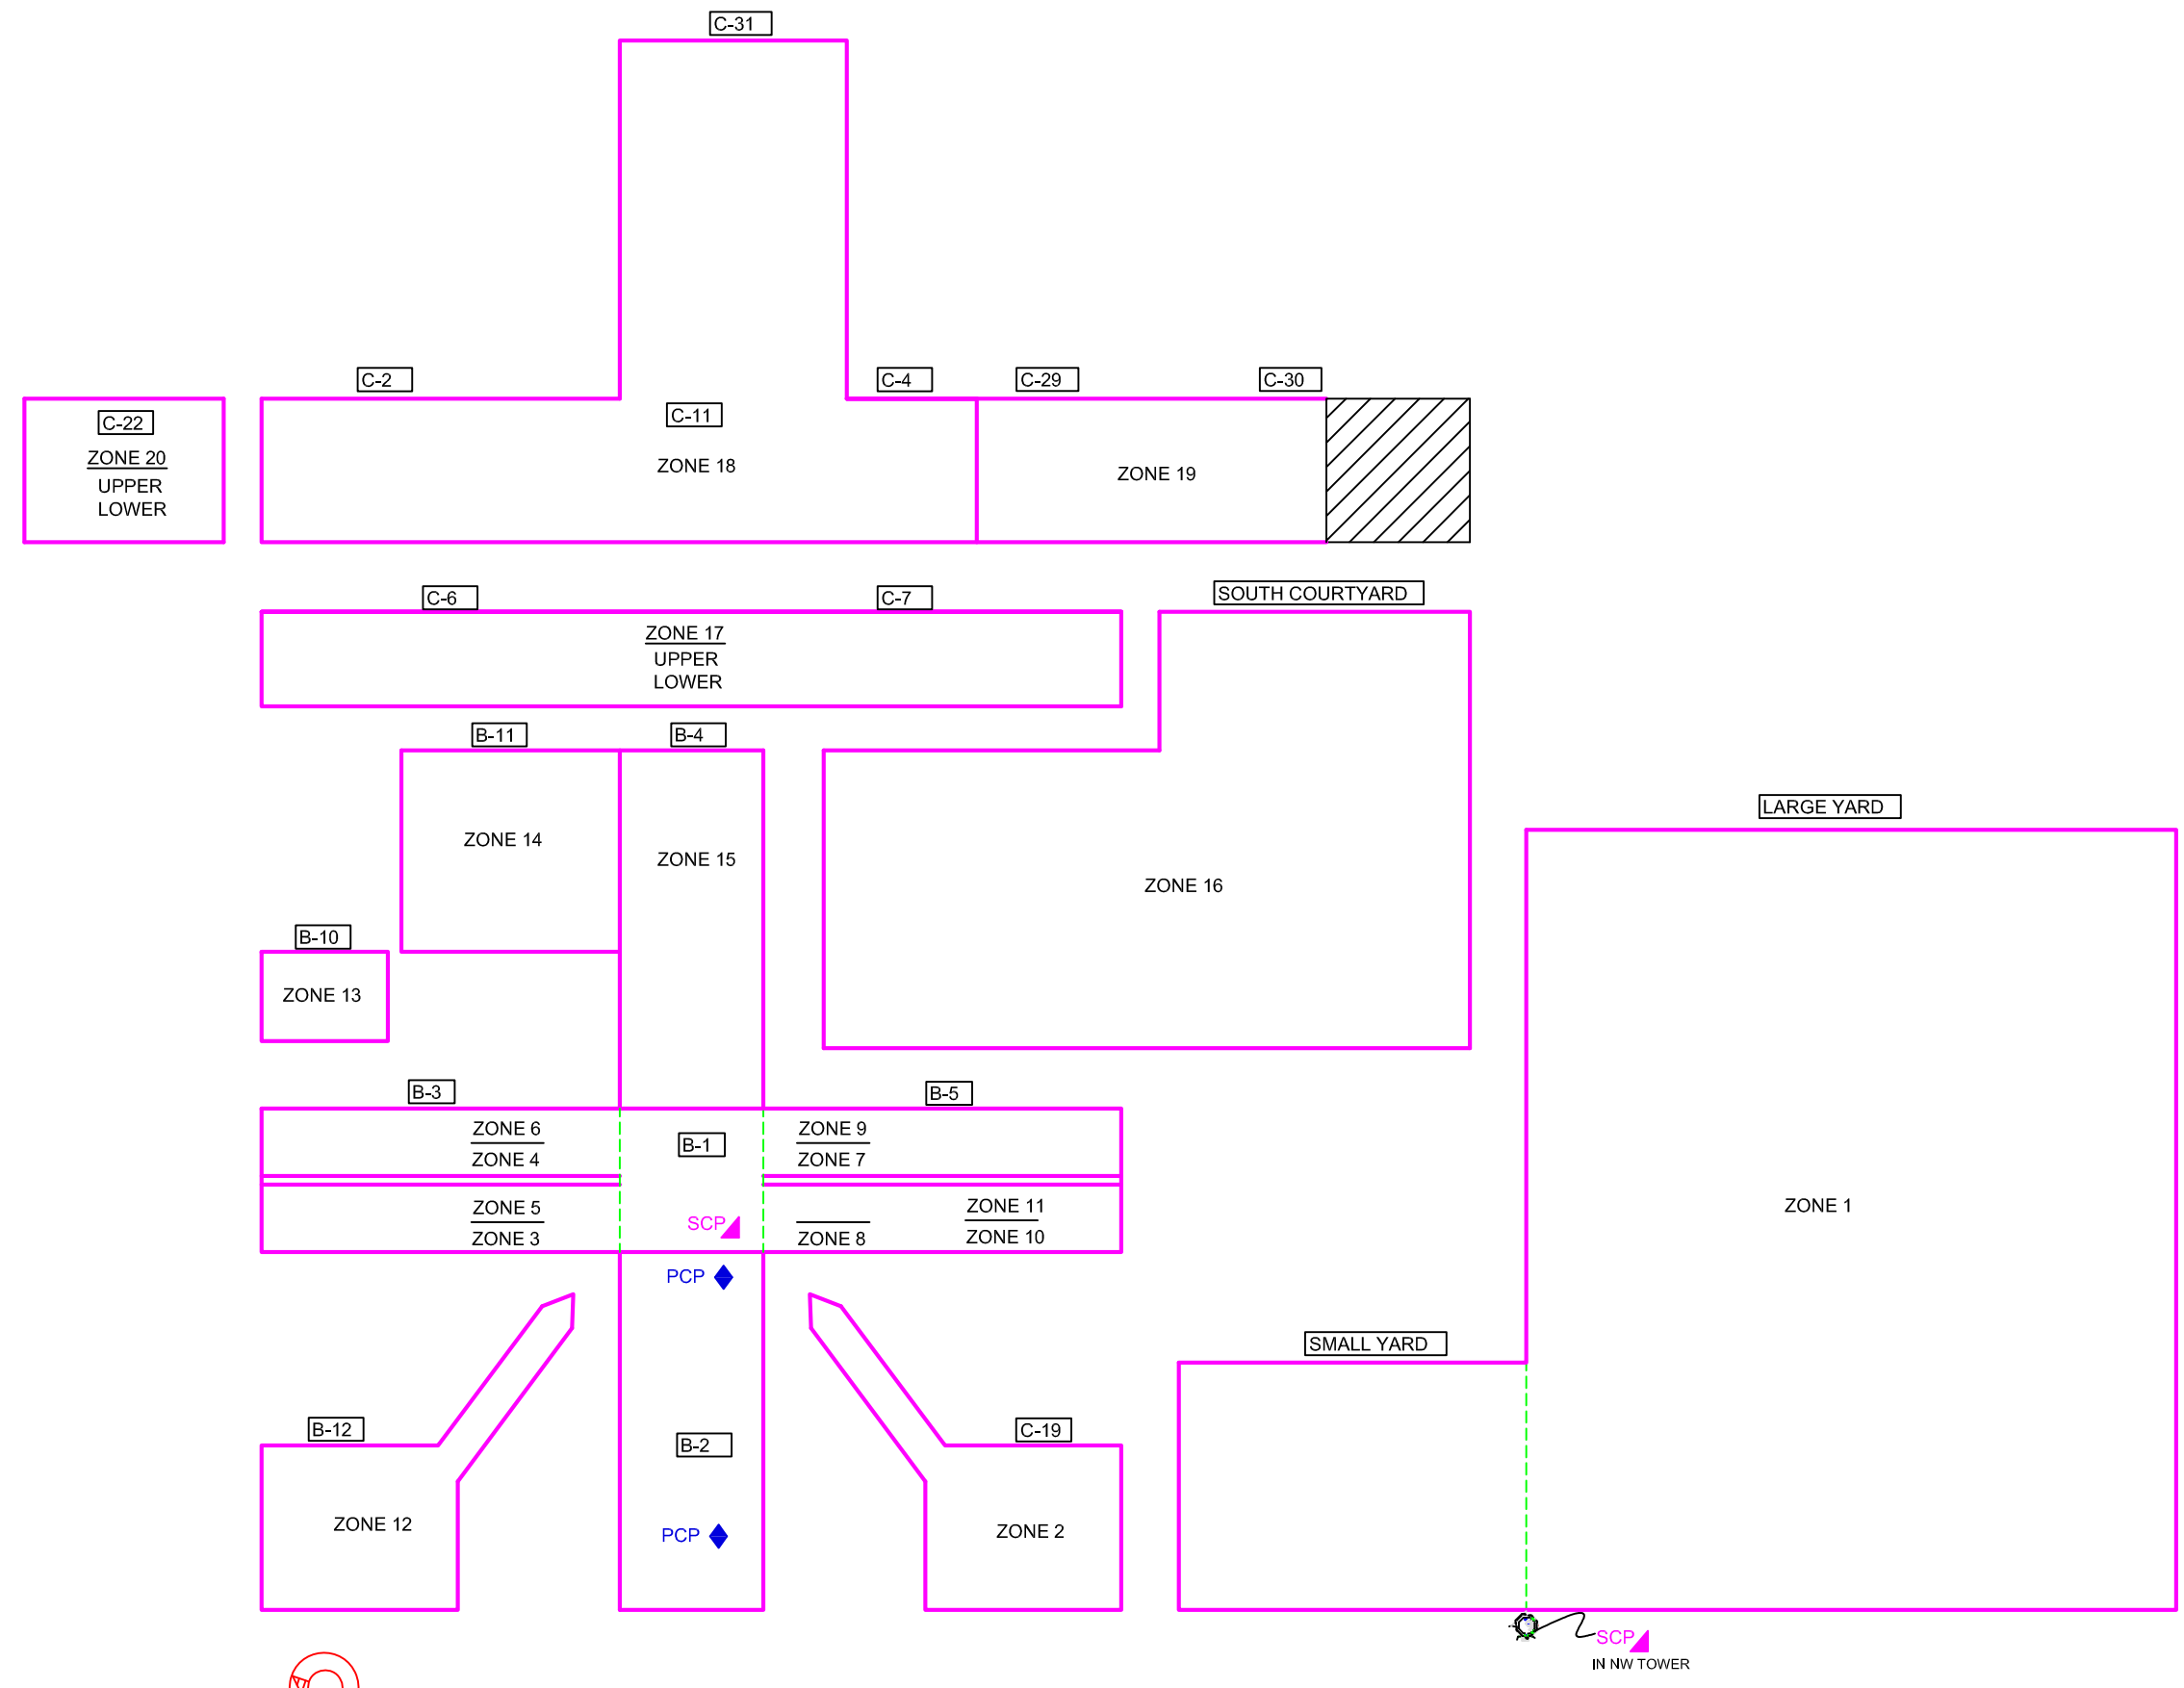 C-31
C-2
C-4
C-29
C-30
C-22
ZONE 20
UPPER
LOWER
C-11
ZONE 18
ZONE 19
C-6
C-7
SOUTH COURTYARD
ZONE 17
UPPER
LOWER
B-11
B-4
LARGE YARD
ZONE 14
ZONE 15
ZONE 16
B-10
ZONE 13
B-3
B-5
ZONE 6
ZONE 4
B-1
ZONE 9
ZONE 7
ZONE 5
ZONE 3
SCP
ZONE 8
ZONE 11
ZONE 10
ZONE 1
PCP
SMALL YARD
B-12
B-2
C-19
ZONE 12
PCP
ZONE 2
SCP
IN NW TOWER